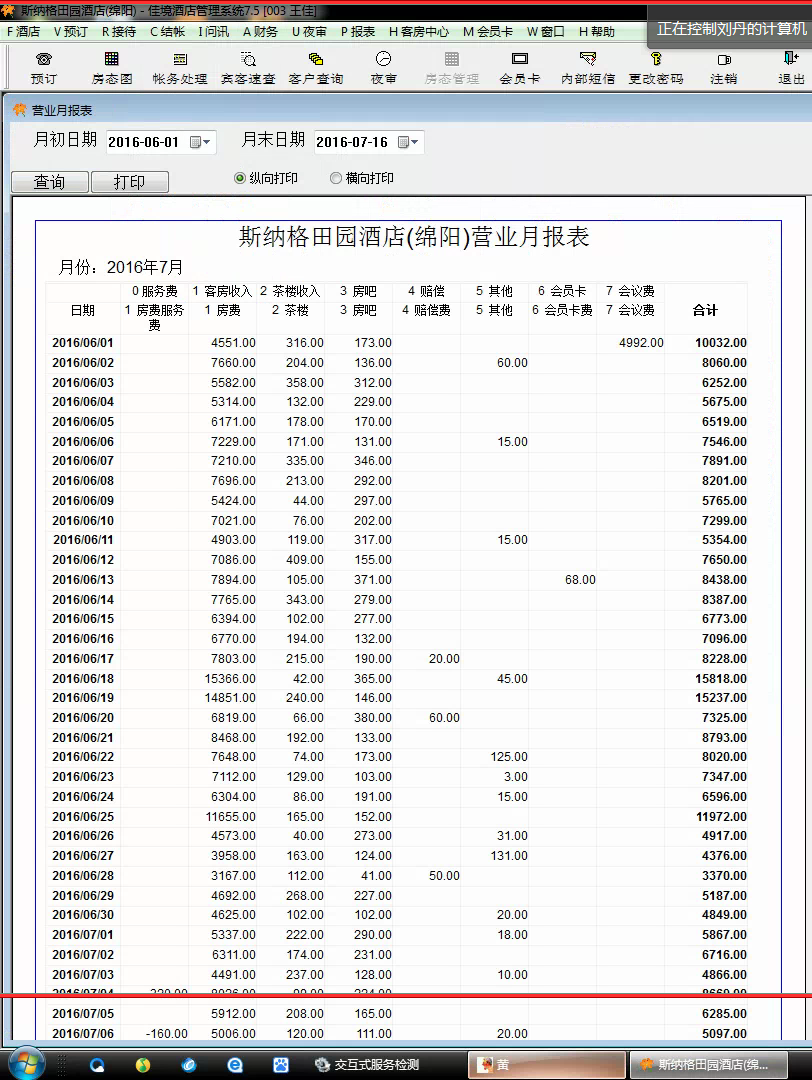 斯纳格田园酒店(绵阳) - 佳境酒店管理系统7.5 [003 王佳]
正在控制刘丹的计算机
F 酒店 V 预订 R 接待 C 结帐 I 问讯 A 财务 U 夜审 P 报表 H 客房中心 M 会员卡 W 窗口 H 帮助
预订 房态图 帐务处理 宾客速查 客户查询 夜审 房态管理 会员卡 内部短信 更改密码 注销 退出
营业月报表
月初日期 2016-06-01 月末日期 2016-07-16
查询 打印 纵向打印 横向打印
斯纳格田园酒店(绵阳)营业月报表
月份：2016年7月
0 服务费 1 客房收入 2 茶楼收入 3 房吧 4 赔偿 5 其他 6 会员卡 7 会议费
日期 1 房费服务费 1 房费 2 茶楼 3 房吧 4 赔偿费 5 其他 6 会员卡费 7 会议费 合计
2016/06/01 4551.00 316.00 173.00 4992.00 10032.00
2016/06/02 7660.00 204.00 136.00 60.00 8060.00
2016/06/03 5582.00 358.00 312.00 6252.00
2016/06/04 5314.00 132.00 229.00 5675.00
2016/06/05 6171.00 178.00 170.00 6519.00
2016/06/06 7229.00 171.00 131.00 15.00 7546.00
2016/06/07 7210.00 335.00 346.00 7891.00
2016/06/08 7696.00 213.00 292.00 8201.00
2016/06/09 5424.00 44.00 297.00 5765.00
2016/06/10 7021.00 76.00 202.00 7299.00
2016/06/11 4903.00 119.00 317.00 15.00 5354.00
2016/06/12 7086.00 409.00 155.00 7650.00
2016/06/13 7894.00 105.00 371.00 68.00 8438.00
2016/06/14 7765.00 343.00 279.00 8387.00
2016/06/15 6394.00 102.00 277.00 6773.00
2016/06/16 6770.00 194.00 132.00 7096.00
2016/06/17 7803.00 215.00 190.00 20.00 8228.00
2016/06/18 15366.00 42.00 365.00 45.00 15818.00
2016/06/19 14851.00 240.00 146.00 15237.00
2016/06/20 6819.00 66.00 380.00 60.00 7325.00
2016/06/21 8468.00 192.00 133.00 8793.00
2016/06/22 7648.00 74.00 173.00 125.00 8020.00
2016/06/23 7112.00 129.00 103.00 3.00 7347.00
2016/06/24 6304.00 86.00 191.00 15.00 6596.00
2016/06/25 11655.00 165.00 152.00 11972.00
2016/06/26 4573.00 40.00 273.00 31.00 4917.00
2016/06/27 3958.00 163.00 124.00 131.00 4376.00
2016/06/28 3167.00 112.00 41.00 50.00 3370.00
2016/06/29 4692.00 268.00 227.00 5187.00
2016/06/30 4625.00 102.00 102.00 20.00 4849.00
2016/07/01 5337.00 222.00 290.00 18.00 5867.00
2016/07/02 6311.00 174.00 231.00 6716.00
2016/07/03 4491.00 237.00 128.00 10.00 4866.00
2016/07/04
2016/07/05 5912.00 208.00 165.00 6285.00
2016/07/06 -160.00 5006.00 120.00 111.00 20.00 5097.00
交互式服务检测 黄 斯纳格田园酒店(绵...